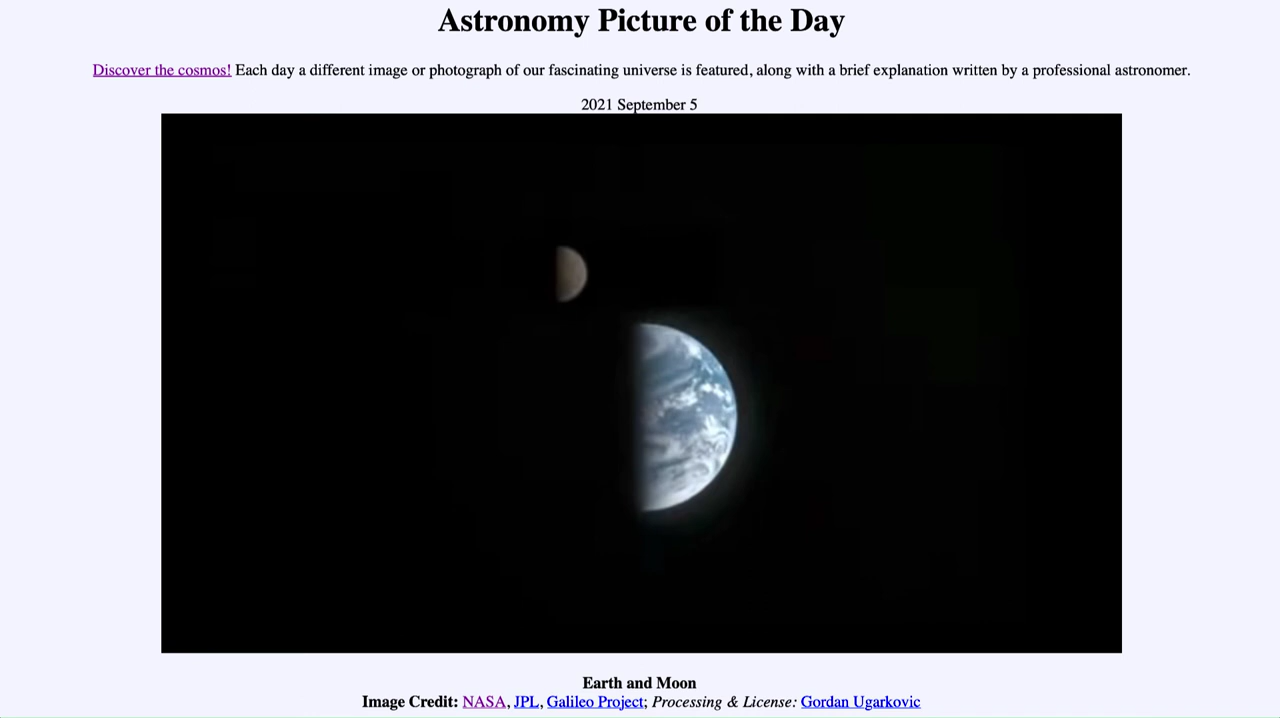 Astronomy Picture of the Day
Discover the cosmos! Each day a different image or photograph of our fascinating universe is featured, along with a brief explanation written by a professional astronomer.
2021 September 5
Earth and Moon
Image Credit: NASA, JPL, Galileo Project; Processing & License: Gordan Ugarkovic